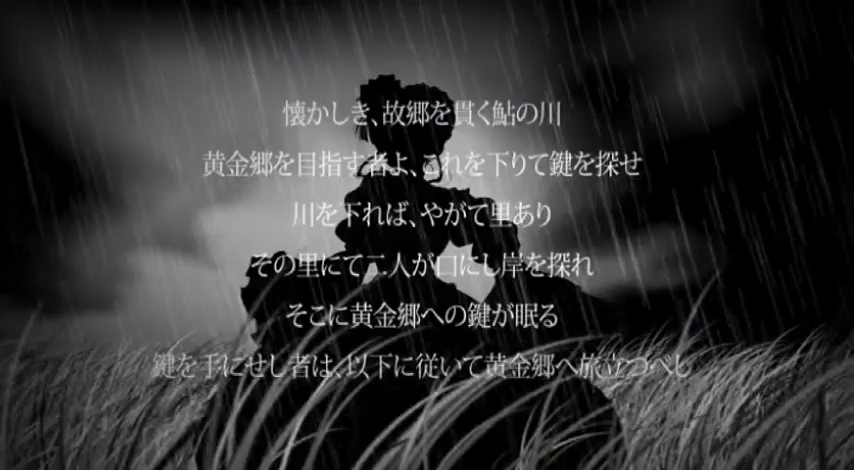 懐かしき、故郷を貫く鮎の川
黄金郷を目指す者よ、これを下りて鍵を探せ
川を下れば、やがて里あり
その里にて二人が口にし岸を探れ
そこに黄金郷への鍵が眠る
鍵を手にせし者は、以下に従いて黄金郷へ旅立つべし